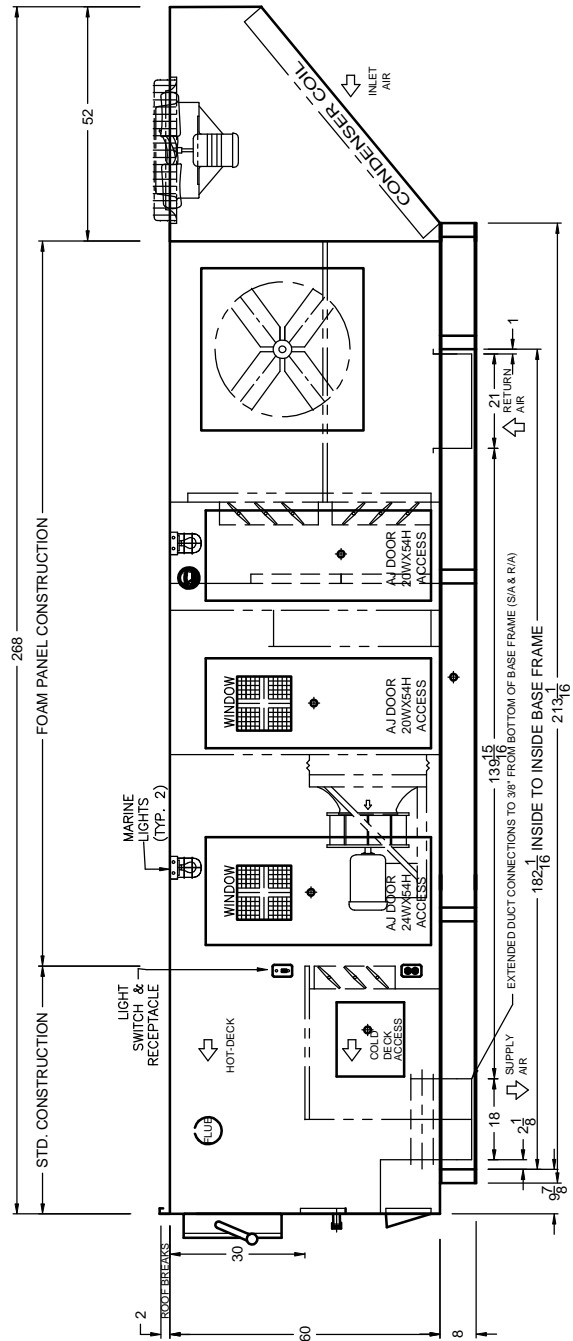 268
52
FOAM PANEL CONSTRUCTION
STD. CONSTRUCTION
MARINE
LIGHTS
(TYP. 2)
LIGHT
SWITCH &
RECEPTACLE
2
ROOF BREAKS
30
60
8
FLUE
HOT-DECK
COLD
DECK
ACCESS
WINDOW
AJ DOOR
24WX54H
ACCESS
WINDOW
AJ DOOR
20WX54H
ACCESS
AJ DOOR
20WX54H
ACCESS
CONDENSER COIL
INLET
AIR
18
SUPPLY
AIR
2 1/8
9 7/8
139 15/16
21
RETURN
AIR
1
EXTENDED DUCT CONNECTIONS TO 3/8" FROM BOTTOM OF BASE FRAME (S/A & R/A)
182 1/16 INSIDE TO INSIDE BASE FRAME
213 1/16